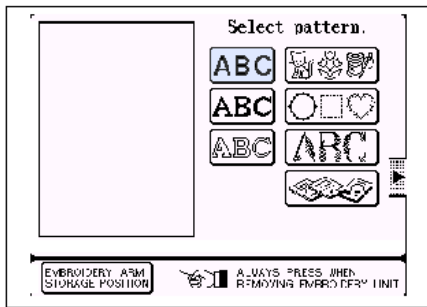 Select pattern.
ABC
ABC
ABC
ABC
EMBROIDERY ARM
STORAGE POSITION
ALWAYS PRESS WHEN
REMOVING EMBROIDERY UNIT